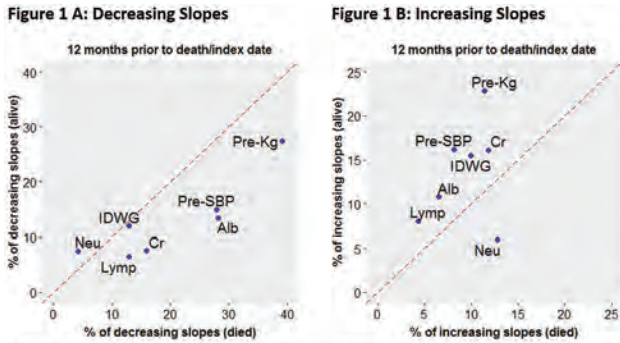 Figure 1 A: Decreasing Slopes
12 months prior to death/index date
% of decreasing slopes (alive)
40
30
20
10
0
Pre-Kg
Pre-SBP
IDWG
Alb
Neu
Cr
Lymp
0 10 20 30 40
% of decreasing slopes (died)
Figure 1 B: Increasing Slopes
12 months prior to death/index date
% of increasing slopes (alive)
25
20
15
10
5
0
Pre-Kg
Pre-SBP
Cr
IDWG
Alb
Lymp
Neu
0 5 10 15 20 25
% of increasing slopes (died)